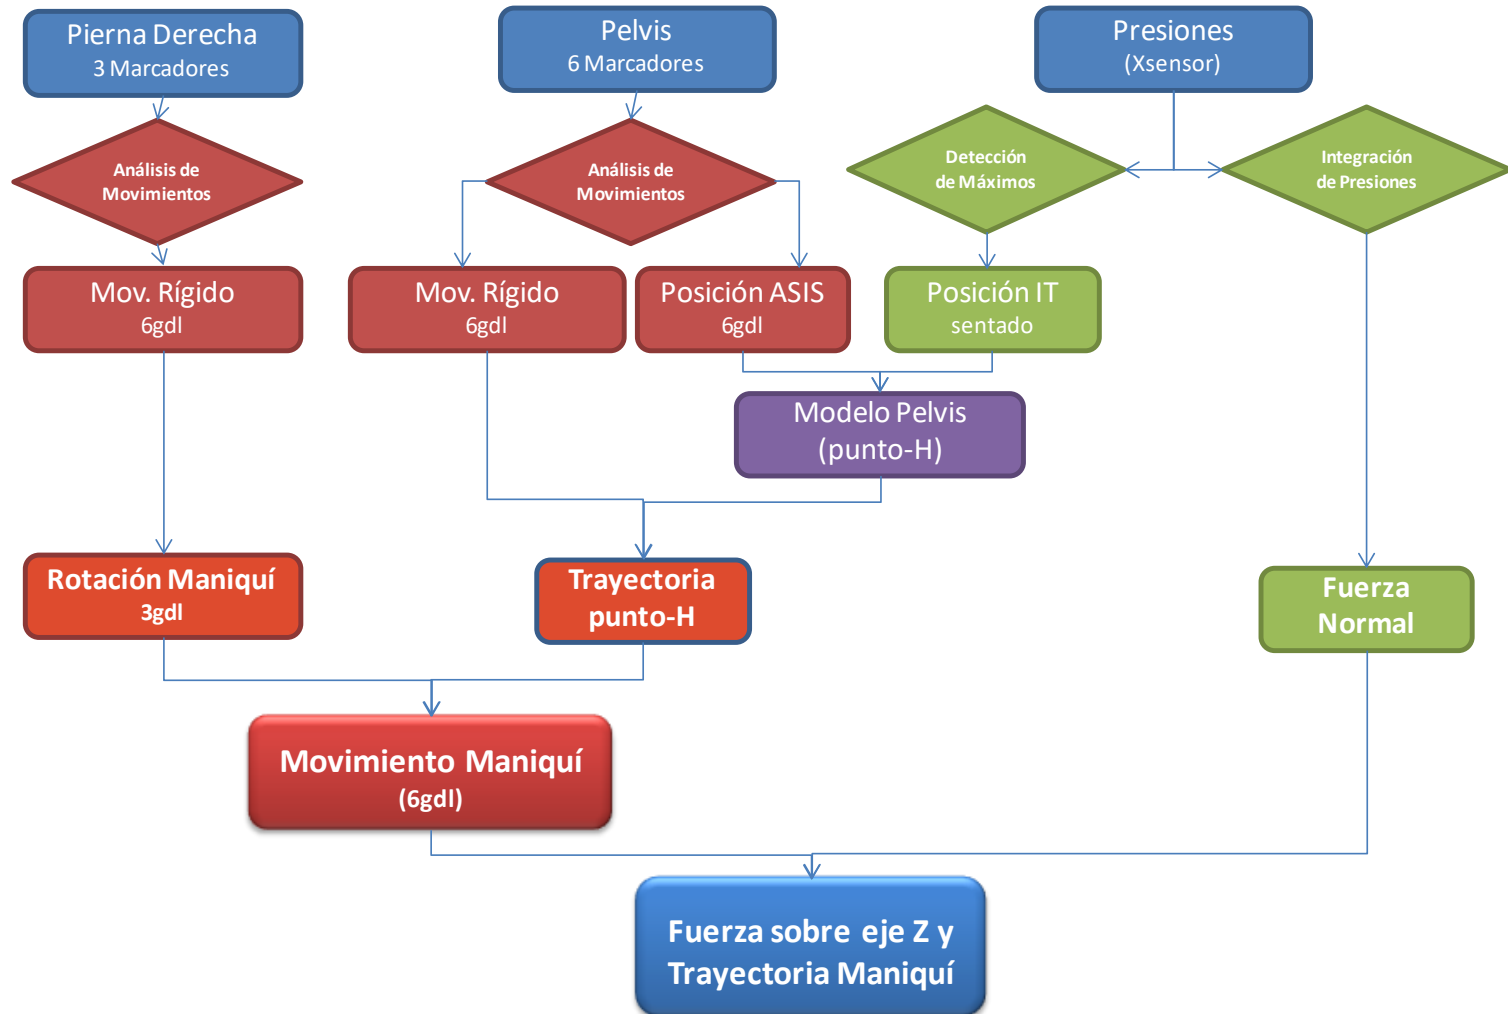 Pierna Derecha
3 Marcadores
Pelvis
6 Marcadores
Presiones
(Xsensor)
Análisis de
Movimientos
Análisis de
Movimientos
Detección
de Máximos
Integración
de Presiones
Mov. Rígido
6gdl
Mov. Rígido
6gdl
Posición ASIS
6gdl
Posición IT
sentado
Modelo Pelvis
(punto-H)
Rotación Maniquí
3gdl
Trayectoria
punto-H
Fuerza
Normal
Movimiento Maniquí
(6gdl)
Fuerza sobre eje Z y
Trayectoria Maniquí